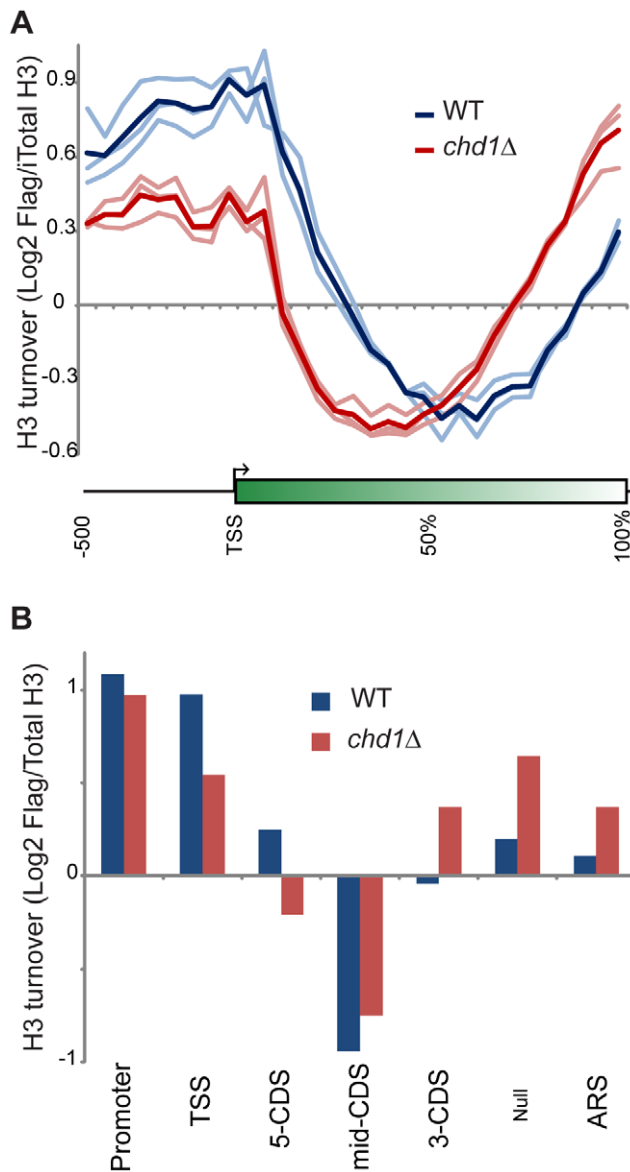 A
H3 turnover (Log2 Flag/iTotal H3)
0.9
0.6
0.3
0
-0.3
-0.6
WT
chd1Δ
-500
TSS
50%
100%
B
H3 turnover (Log2 Flag/Total H3)
1
0
-1
WT
chd1Δ
Promoter
TSS
5-CDS
mid-CDS
3-CDS
Null
ARS